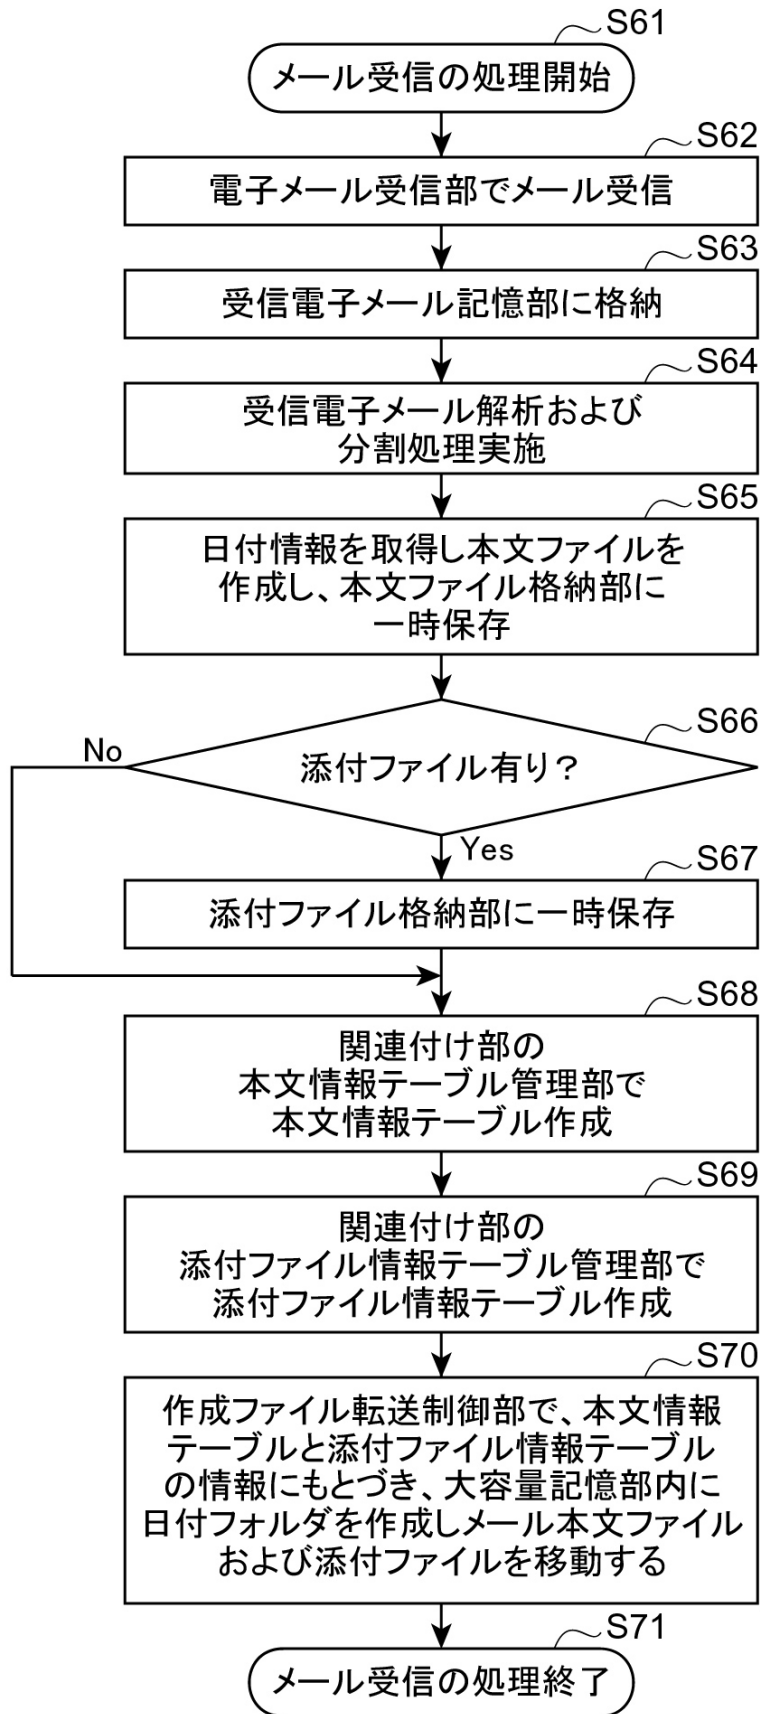 S61
メール受信の処理開始
S62
電子メール受信部でメール受信
S63
受信電子メール記憶部に格納
S64
受信電子メール解析および
分割処理実施
S65
日付情報を取得し本文ファイルを
作成し、本文ファイル格納部に
一時保存
S66
No
添付ファイル有り?
Yes
S67
添付ファイル格納部に一時保存
S68
関連付け部の
本文情報テーブル管理部で
本文情報テーブル作成
S69
関連付け部の
添付ファイル情報テーブル管理部で
添付ファイル情報テーブル作成
S70
作成ファイル転送制御部で、本文情報
テーブルと添付ファイル情報テーブル
の情報にもとづき、大容量記憶部内に
日付フォルダを作成しメール本文ファイル
および添付ファイルを移動する
S71
メール受信の処理終了